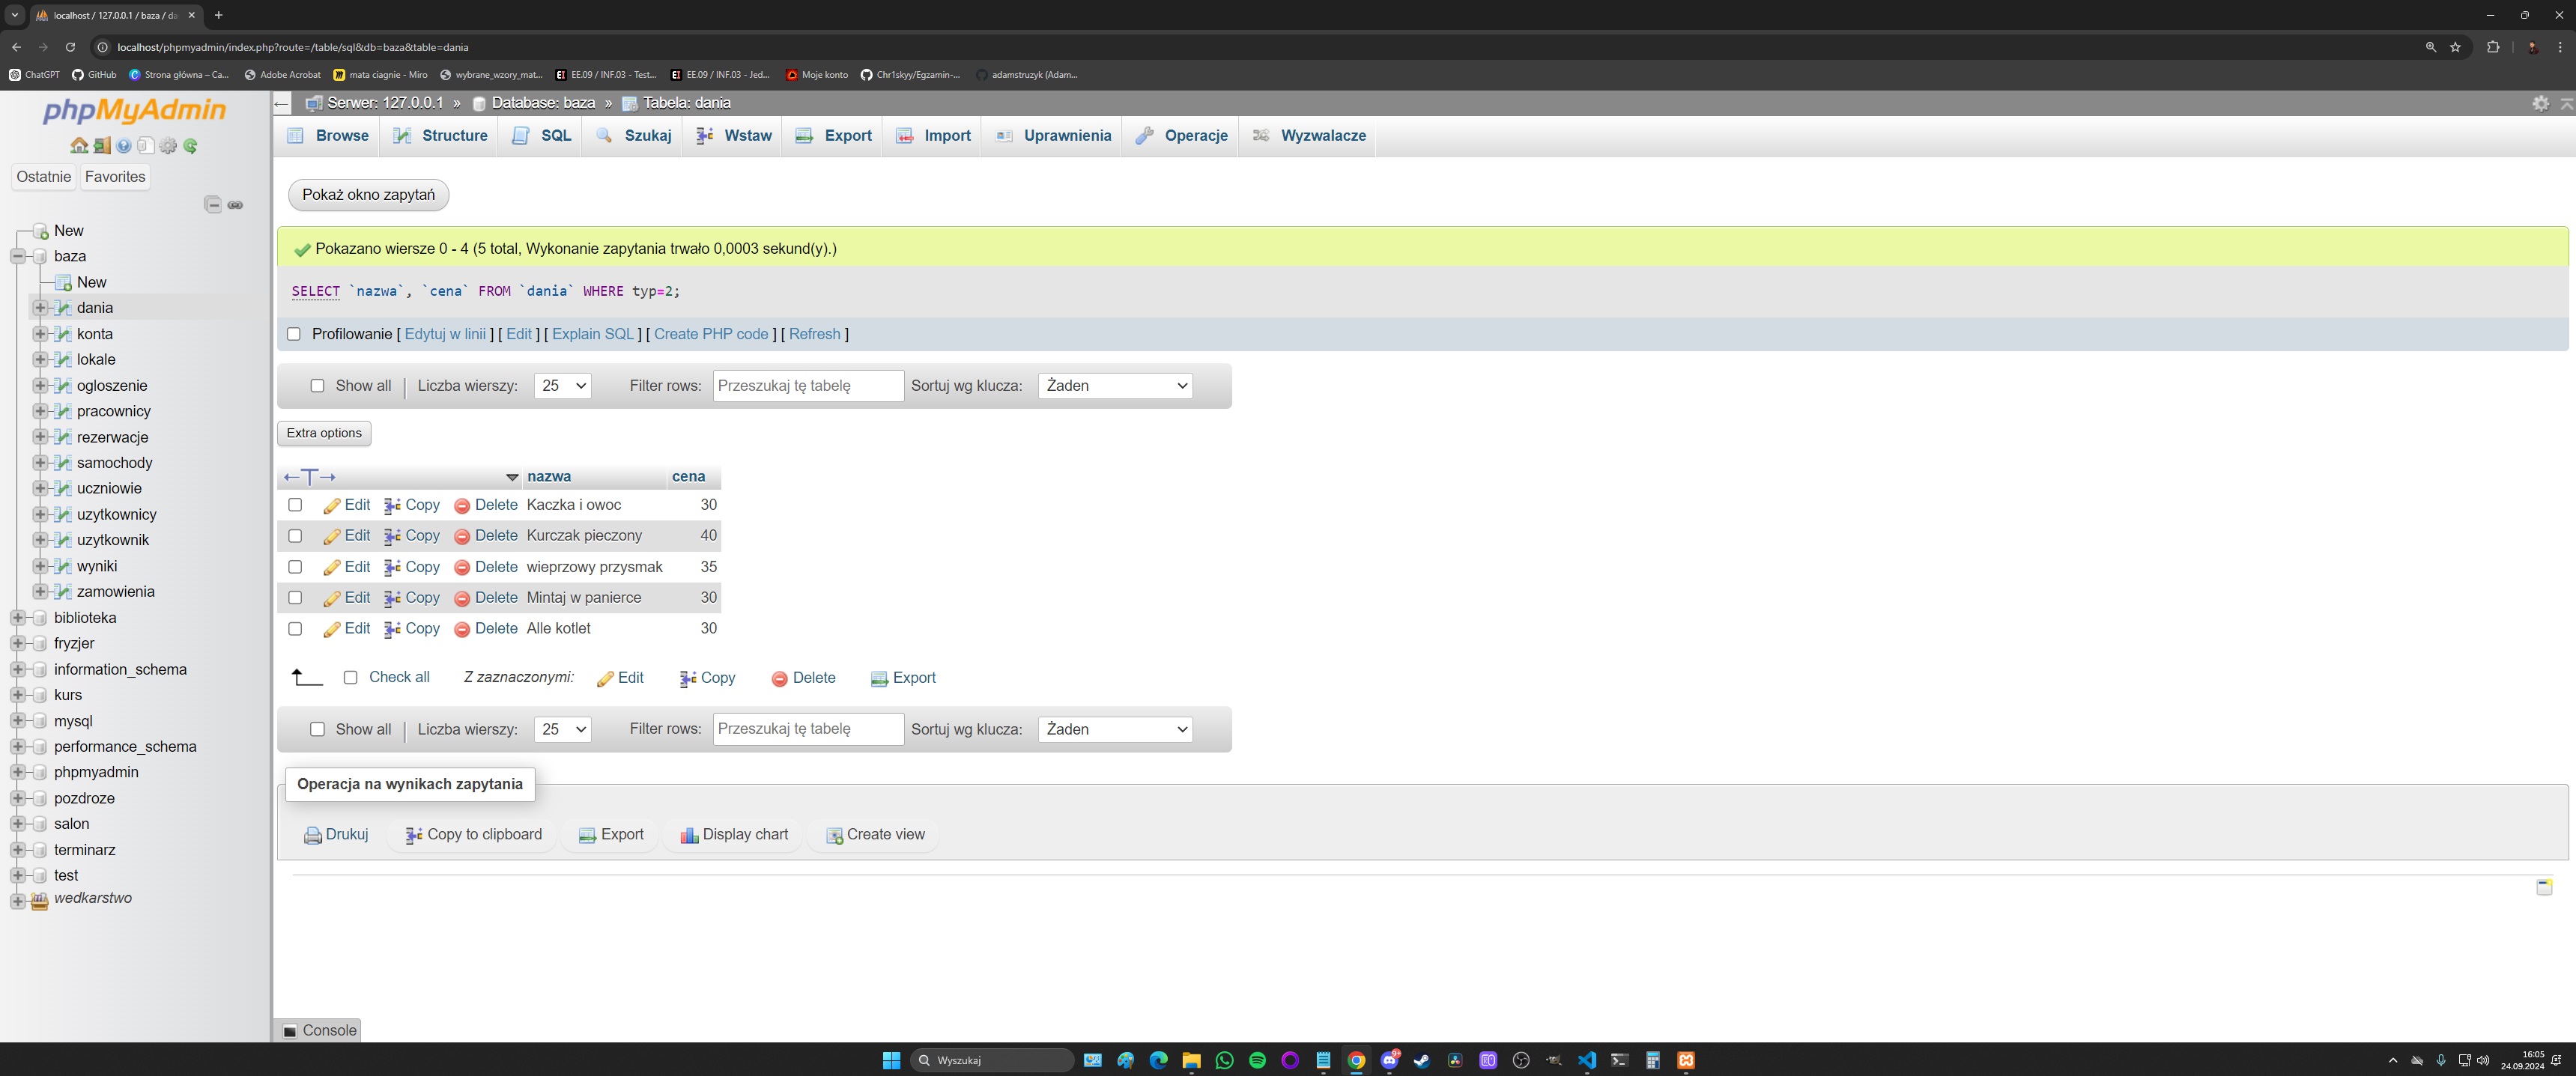 localhost / 127.0.0.1 / baza / da
localhost/phpmyadmin/index.php?route=/table/sql&db=baza&table=dania
ChatGPT GitHub Strona główna – Ca... Adobe Acrobat mata ciagnie - Miro wybrane_wzory_mat... EE.09 / INF.03 - Test... EE.09 / INF.03 - Jed... Moje konto Chr1skyy/Egzamin-... adamstruzyk (Adam...
phpMyAdmin
Ostatnie Favorites
New
baza
New
dania
konta
lokale
ogloszenie
pracownicy
rezerwacje
samochody
uczniowie
uzytkownicy
uzytkownik
wyniki
zamowienia
biblioteka
fryzjer
information_schema
kurs
mysql
performance_schema
phpmyadmin
pozdroze
salon
terminarz
test
wedkarstwo
Serwer: 127.0.0.1 » Database: baza » Tabela: dania
Browse Structure SQL Szukaj Wstaw Export Import Uprawnienia Operacje Wyzwalacze
Pokaż okno zapytań
Pokazano wiersze 0 - 4 (5 total, Wykonanie zapytania trwało 0,0003 sekund(y).)
SELECT `nazwa`, `cena` FROM `dania` WHERE typ=2;
Profilowanie [ Edytuj w linii ] [ Edit ] [ Explain SQL ] [ Create PHP code ] [ Refresh ]
Show all | Liczba wierszy: 25 Filter rows: Przeszukaj tę tabelę Sortuj wg klucza: Żaden
Extra options
nazwa cena
Edit Copy Delete Kaczka i owoc 30
Edit Copy Delete Kurczak pieczony 40
Edit Copy Delete wieprzowy przysmak 35
Edit Copy Delete Mintaj w panierce 30
Edit Copy Delete Alle kotlet 30
Check all Z zaznaczonymi: Edit Copy Delete Export
Show all | Liczba wierszy: 25 Filter rows: Przeszukaj tę tabelę Sortuj wg klucza: Żaden
Operacja na wynikach zapytania
Drukuj Copy to clipboard Export Display chart Create view
Console
Wyszukaj
16:05
24.09.2024